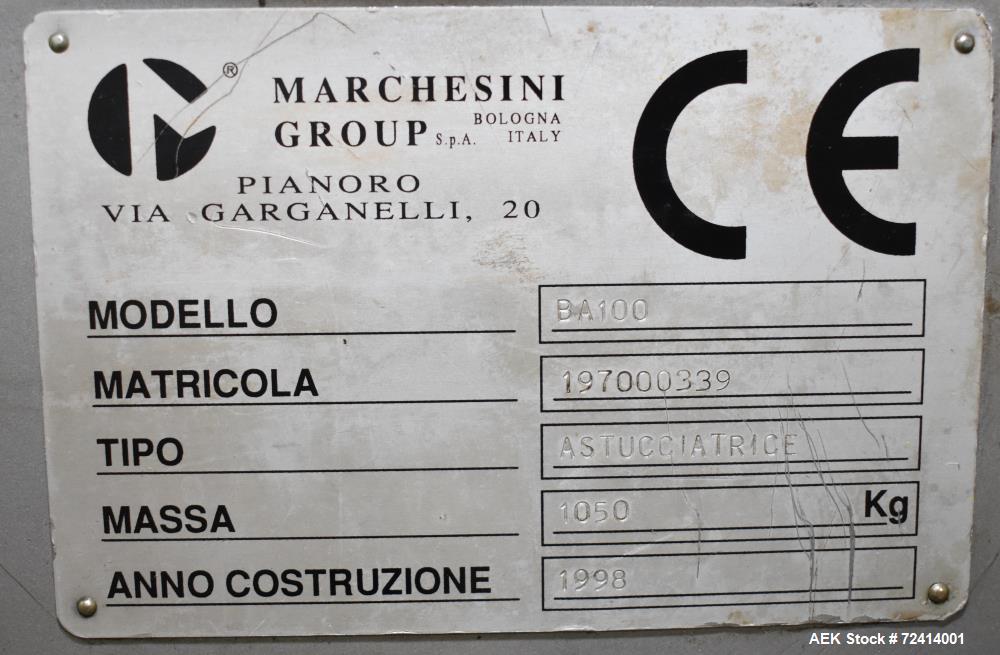 ®
MARCHESINI
GROUP S.p.A. BOLOGNA ITALY
PIANORO
VIA GARGANELLI, 20
CE
MODELLO BA100
MATRICOLA 197000339
TIPO ASTUCCIATRICE
MASSA 1050 Kg
ANNO COSTRUZIONE 1998
AEK Stock # 72414001